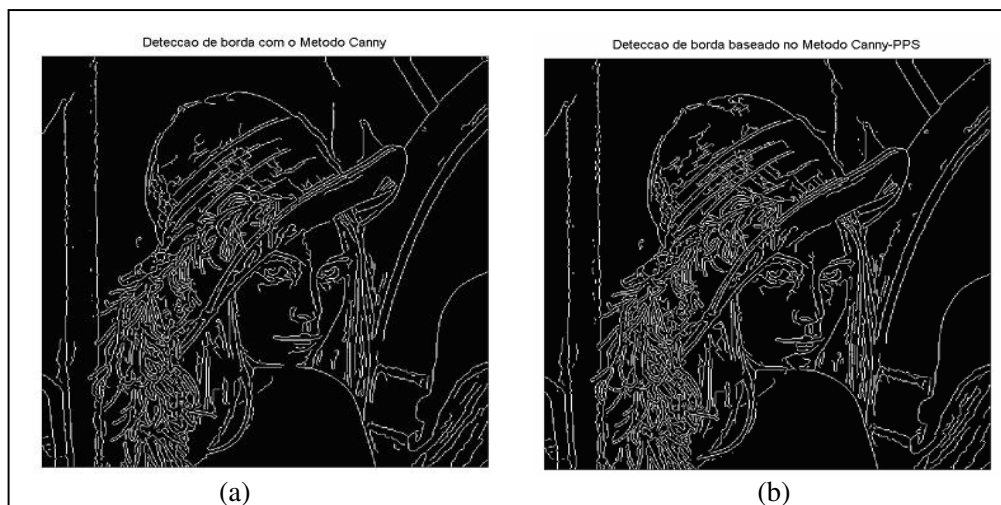 Deteccao de borda com o Metodo Canny
Deteccao de borda baseado no Metodo Canny-PPS
(a)
(b)